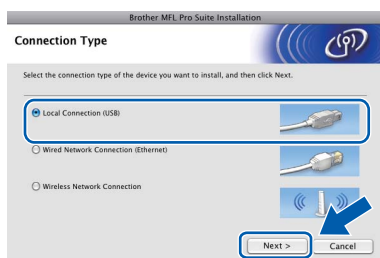 Brother MFL Pro Suite Installation
Connection Type
Select the connection type of the device you want to install, and then click Next.
Local Connection (USB)
Wired Network Connection (Ethernet)
Wireless Network Connection
Next >
Cancel